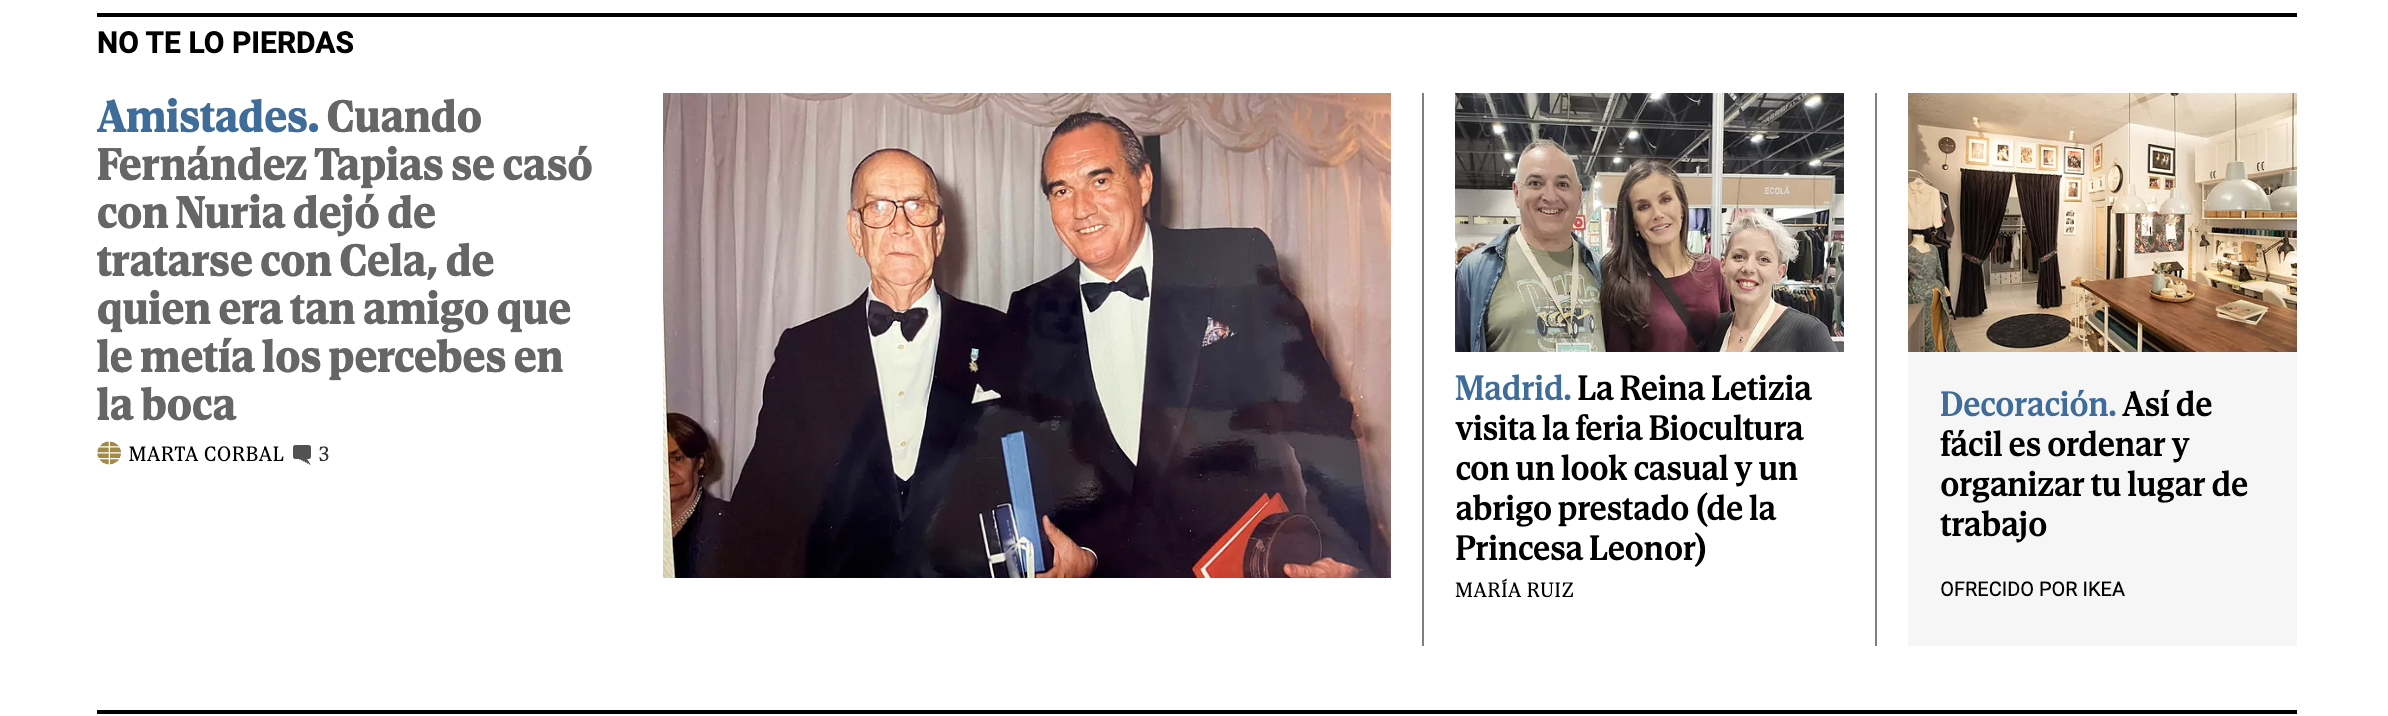 NO TE LO PIERDAS
Amistades. Cuando
Fernández Tapias se casó
con Nuria dejó de
tratarse con Cela, de
quien era tan amigo que
le metía los percebes en
la boca
MARTA CORBAL 3
ECOLÄ
Madrid. La Reina Letizia
visita la feria Biocultura
con un look casual y un
abrigo prestado (de la
Princesa Leonor)
MARÍA RUIZ
Decoración. Así de
fácil es ordenar y
organizar tu lugar de
trabajo
OFRECIDO POR IKEA